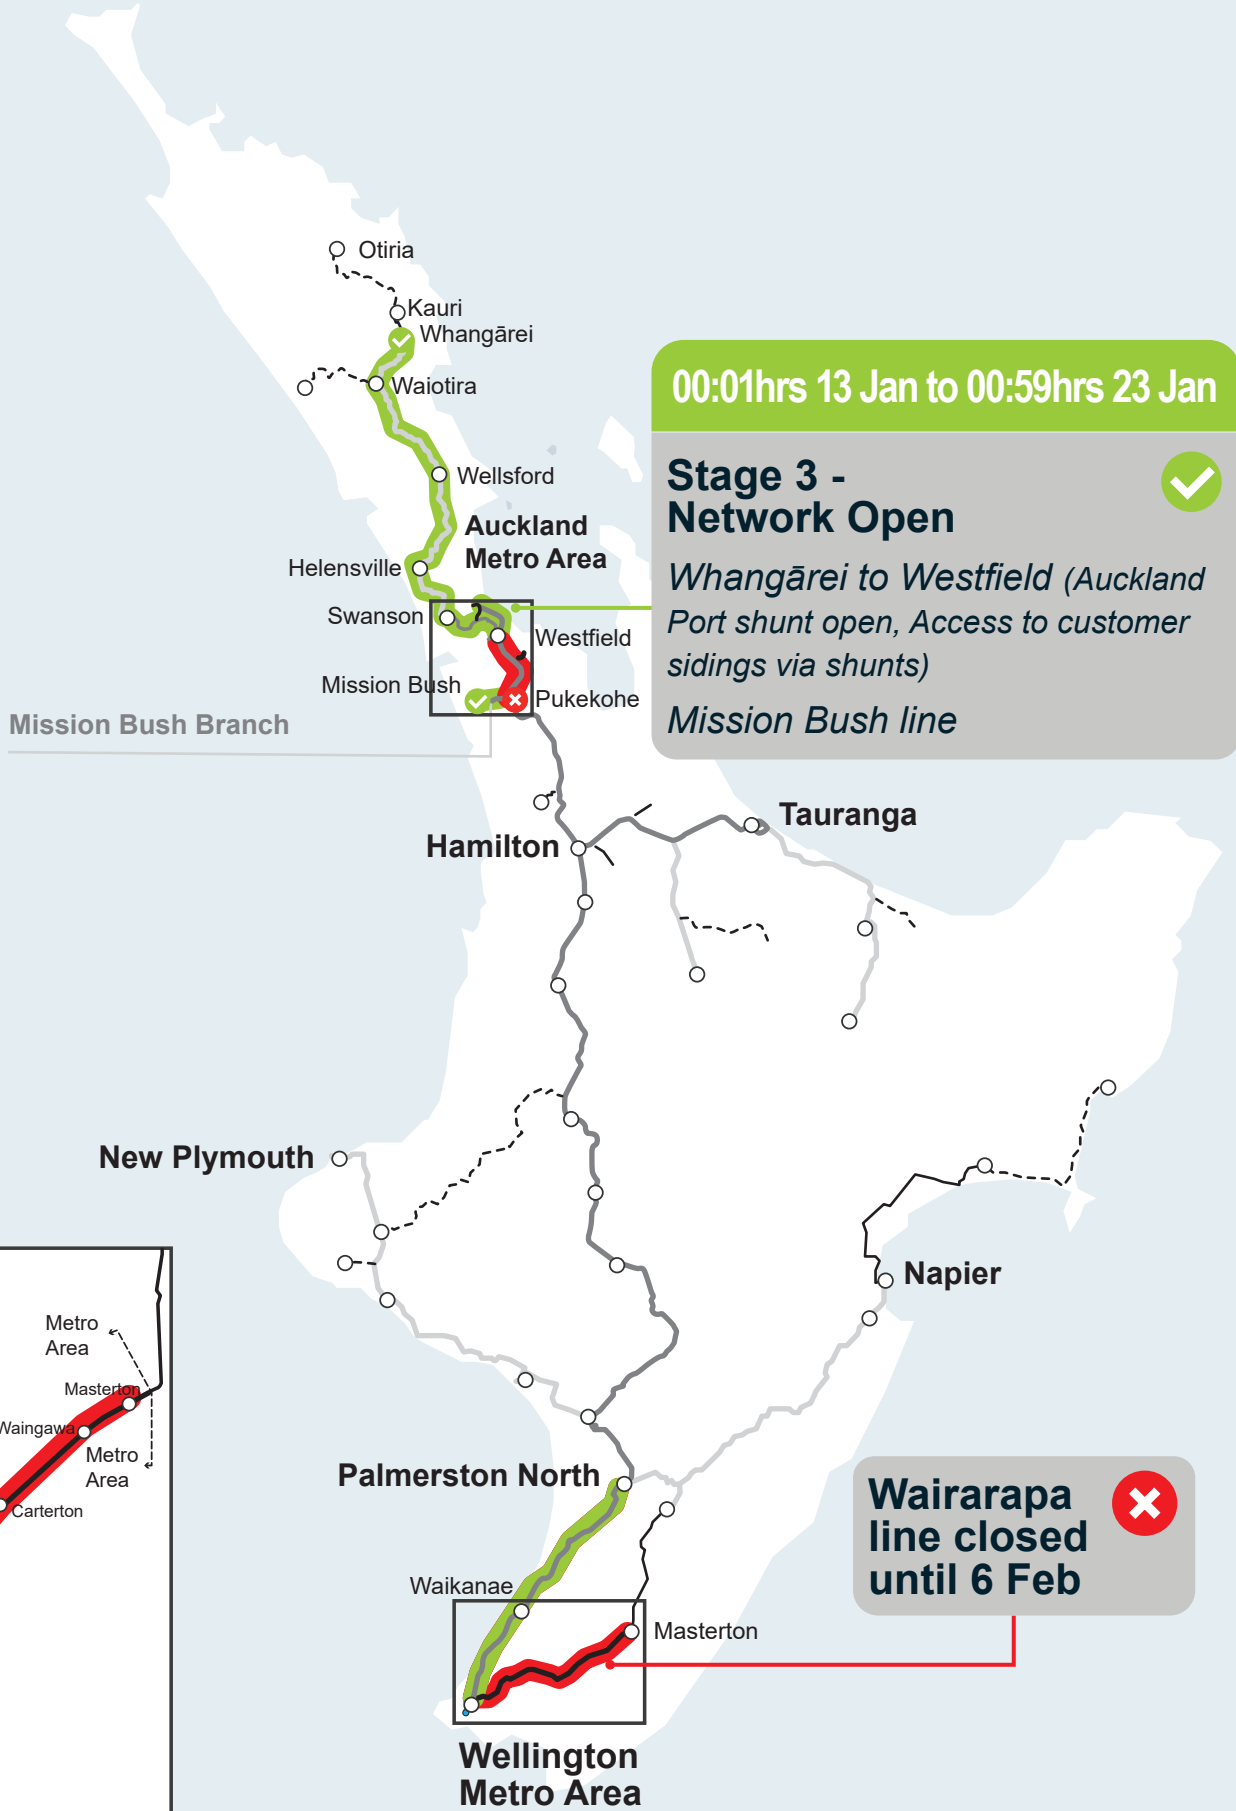 Otiria
Kauri
Whangārei
Waiotira
Wellsford
Auckland
Metro Area
Helensville
Swanson
Westfield
Mission Bush
Pukekohe
Mission Bush Branch
00:01hrs 13 Jan to 00:59hrs 23 Jan
Stage 3 -
Network Open
Whangārei to Westfield (Auckland
Port shunt open, Access to customer
sidings via shunts)
Mission Bush line
Tauranga
Hamilton
New Plymouth
Napier
Metro
Area
Masterton
Waingawa
Metro
Area
Carterton
Palmerston North
Waikanae
Masterton
Wairarapa
line closed
until 6 Feb
Wellington
Metro Area